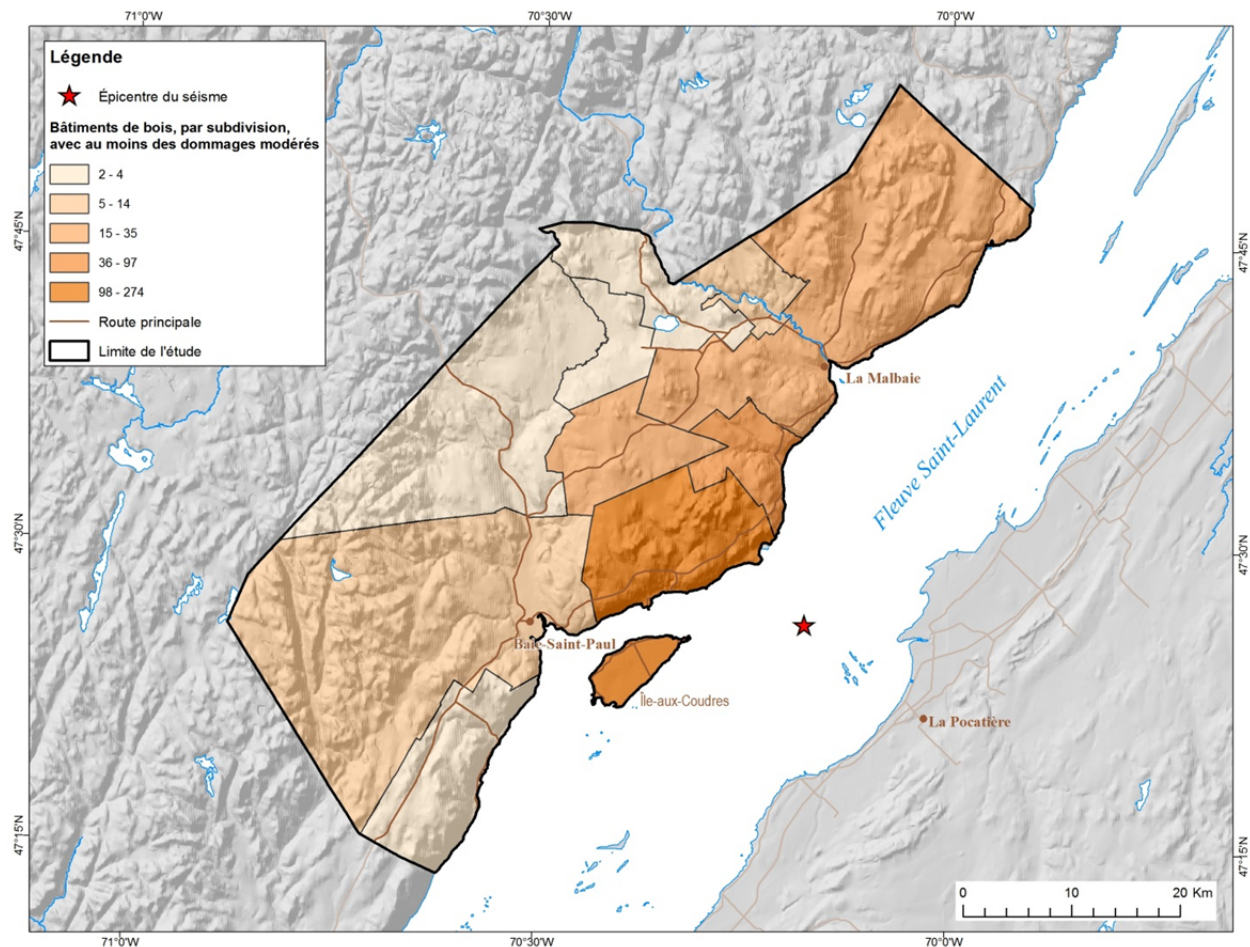 71°0'W
70°30'W
70°0'W
Légende
Épicentre du séisme
Bâtiments de bois, par subdivision,
avec au moins des dommages modérés
2 - 4
5 - 14
15 - 35
36 - 97
98 - 274
Route principale
Limite de l'étude
47°45'N
47°45'N
La Malbaie
Fleuve Saint-Laurent
47°30'N
47°30'N
Baie-Saint-Paul
Île-aux-Coudres
La Pocatière
47°15'N
47°15'N
0 10 20 Km
71°0'W
70°30'W
70°0'W